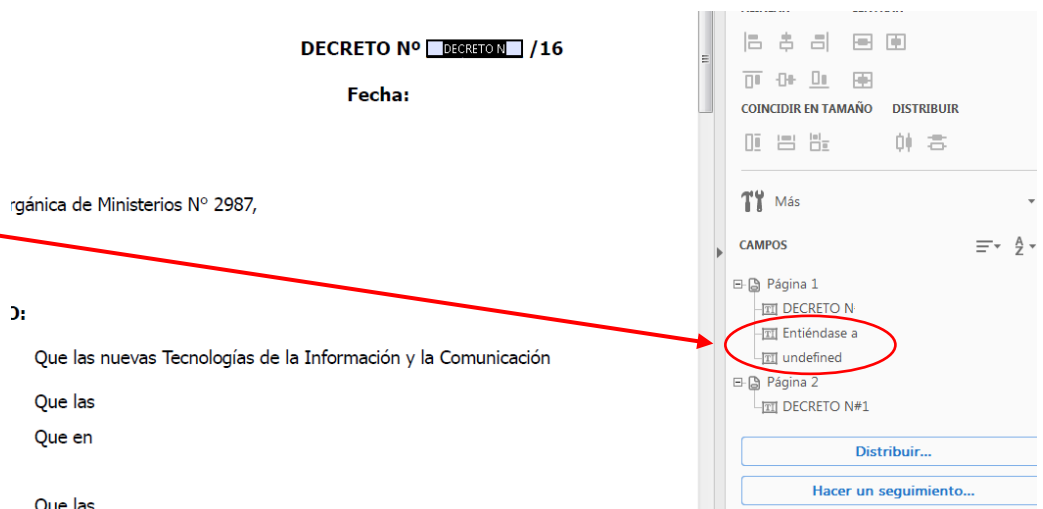 DECRETO Nº DECRETO N /16
Fecha:
rgánica de Ministerios N° 2987,
O:
Que las nuevas Tecnologías de la Información y la Comunicación
Que las
Que en
Que las
COINCIDIR EN TAMAÑO DISTRIBUIR
Más
CAMPOS
Página 1
DECRETO N
Entiéndase a
undefined
Página 2
DECRETO N#1
Distribuir...
Hacer un seguimiento...